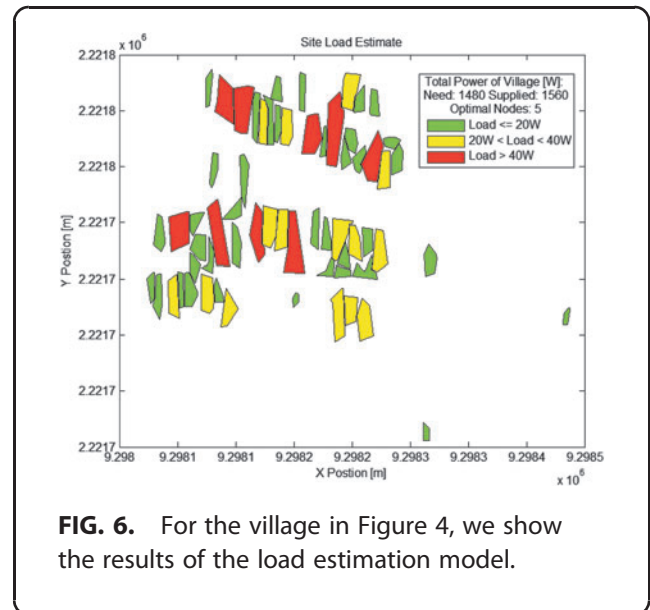 x 10^6
Site Load Estimate
2.2218
2.2218
2.2218
2.2217
2.2217
2.2217
2.2217
2.2217
Y Postion [m]
Total Power of Village [W]:
Need: 1480 Supplied: 1560
Optimal Nodes: 5
Load <= 20W
20W < Load < 40W
Load > 40W
9.298 9.2981 9.2981 9.2982 9.2982 9.2983 9.2983 9.2984 9.2985
X Postion [m]
x 10^6
FIG. 6. For the village in Figure 4, we show
the results of the load estimation model.